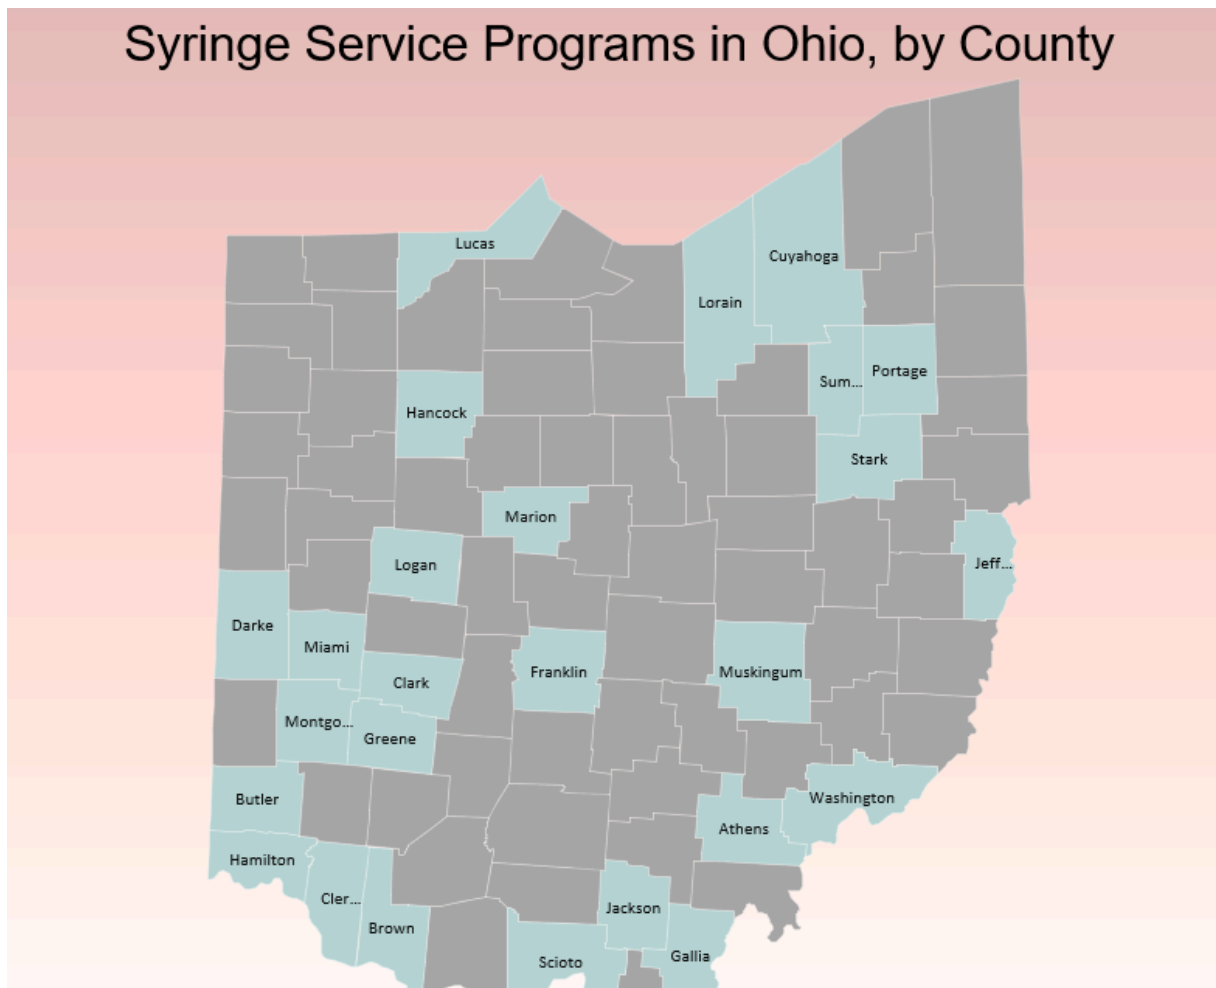 Syringe Service Programs in Ohio, by County
Lucas
Cuyahoga
Lorain
Portage
Sum...
Hancock
Stark
Marion
Logan
Jeff...
Darke
Miami
Franklin
Muskingum
Clark
Montgo...
Greene
Butler
Washington
Athens
Hamilton
Cler...
Jackson
Brown
Gallia
Scioto